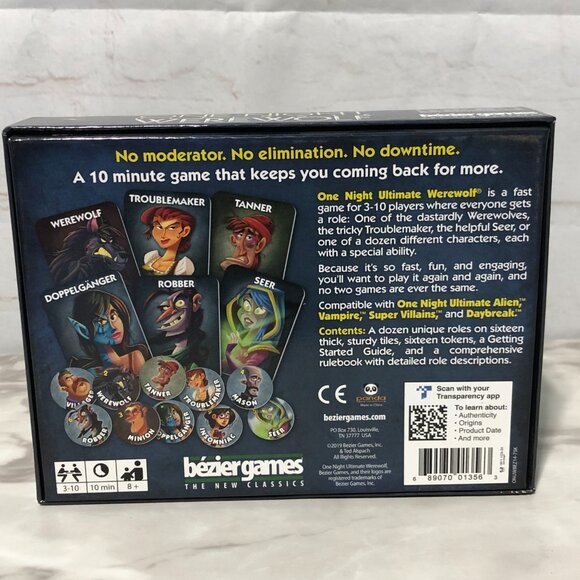 béziergames
No moderator. No elimination. No downtime.
A 10 minute game that keeps you coming back for more.
WEREWOLF
TROUBLEMAKER
TANNER
DOPPELGÄNGER
ROBBER
SEER
One Night Ultimate Werewolf® is a fast
game for 3-10 players where everyone gets
a role: One of the dastardly Werewolves,
the tricky Troublemaker, the helpful Seer, or
one of a dozen different characters, each
with a special ability.
Because it's so fast, fun, and engaging,
you'll want to play it again and again, and
no two games are ever the same.
Compatible with One Night Ultimate Alien,™
Vampire,™ Super Villains,™ and Daybreak.™
Contents: A dozen unique roles on sixteen
thick, sturdy tiles, sixteen tokens, a Getting
Started Guide, and a comprehensive
rulebook with detailed role descriptions.
TANNER
TROUBLEMAKER
MASON
ROBBER
MINION
DOPPELGÄNGER
INSOMNIAC
SEER
CE
panda
Made in China
beziergames.com
PO Box 730, Louisville,
TN 37777 USA
©2019 Bézier Games, Inc.
& Ted Alspach
All Rights Reserved.
One Night Ultimate Werewolf,
Bézier Games, and their logos are
registered trademarks of
Bézier Games, Inc.
Scan with your
Transparency app
To learn about:
• Authenticity
• Origins
• Product Date
• And more
6 89070 01356 3
3-10
10 min
8+
béziergames
THE NEW CLASSICS